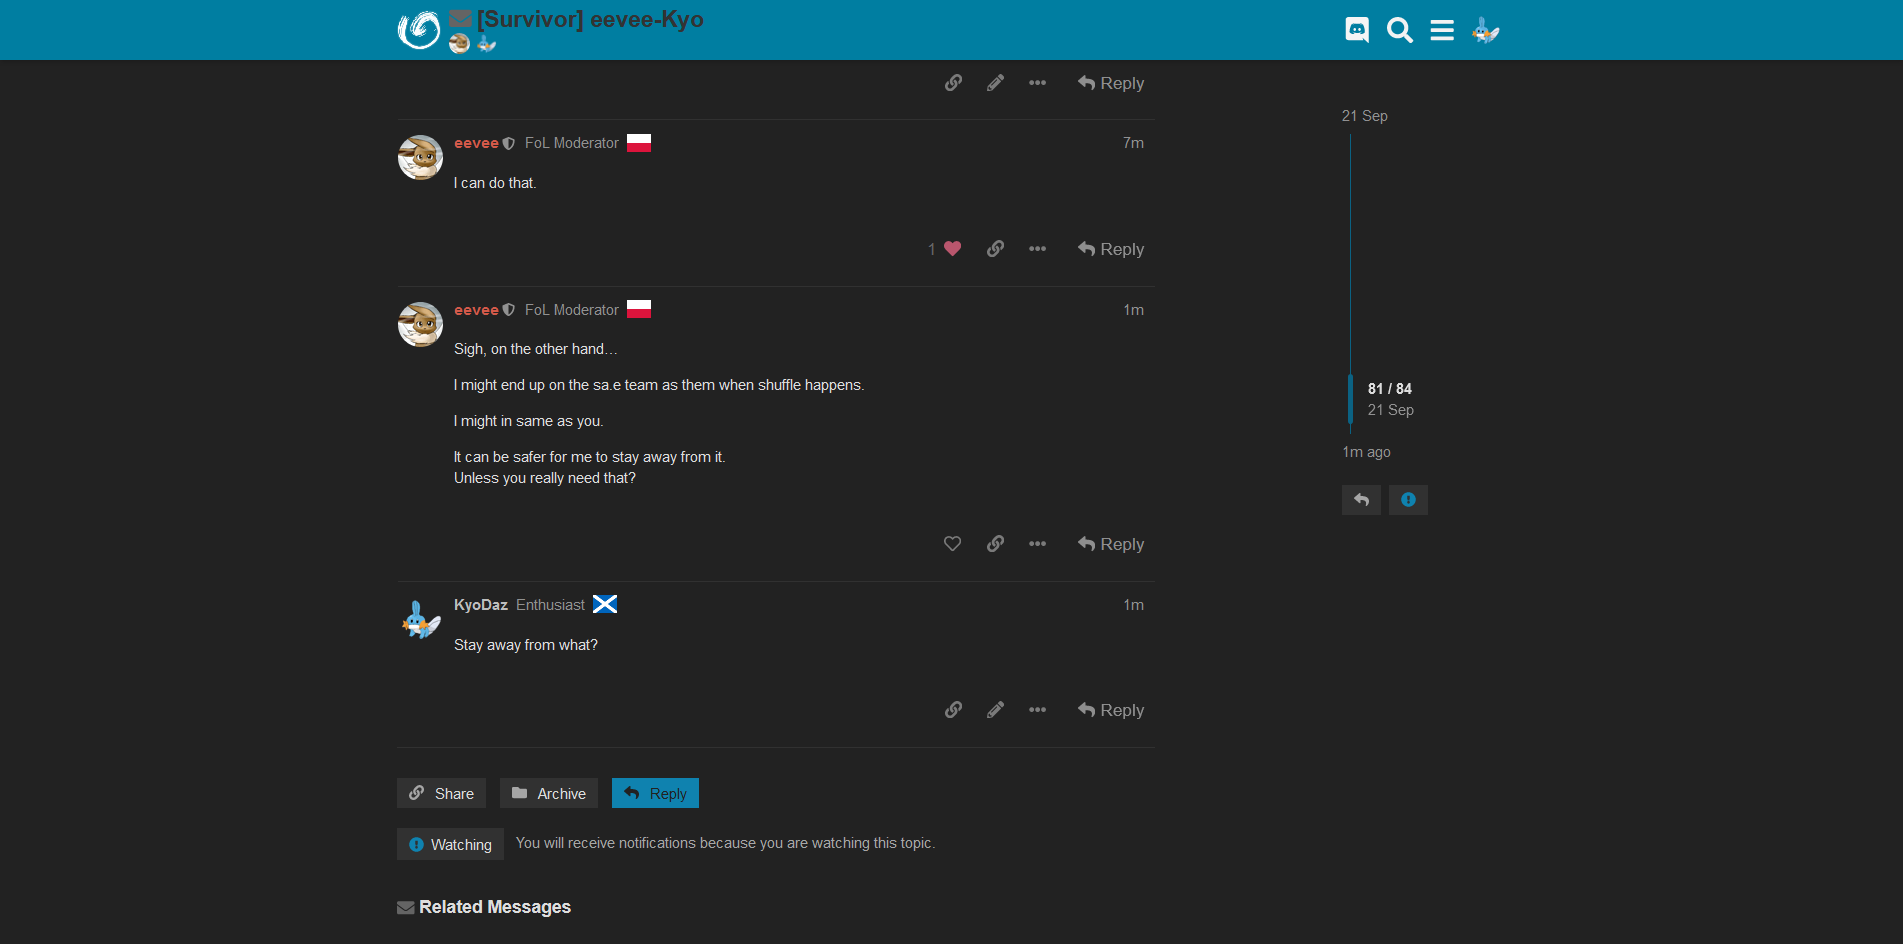 [Survivor] eevee-Kyo
Reply
21 Sep
eevee FoL Moderator 7m
I can do that.
1 Reply
eevee FoL Moderator 1m
Sigh, on the other hand…
I might end up on the sa.e team as them when shuffle happens.
I might in same as you.
It can be safer for me to stay away from it.
Unless you really need that?
81 / 84
21 Sep
1m ago
Reply
KyoDaz Enthusiast 1m
Stay away from what?
Reply
Share Archive Reply
Watching You will receive notifications because you are watching this topic.
Related Messages